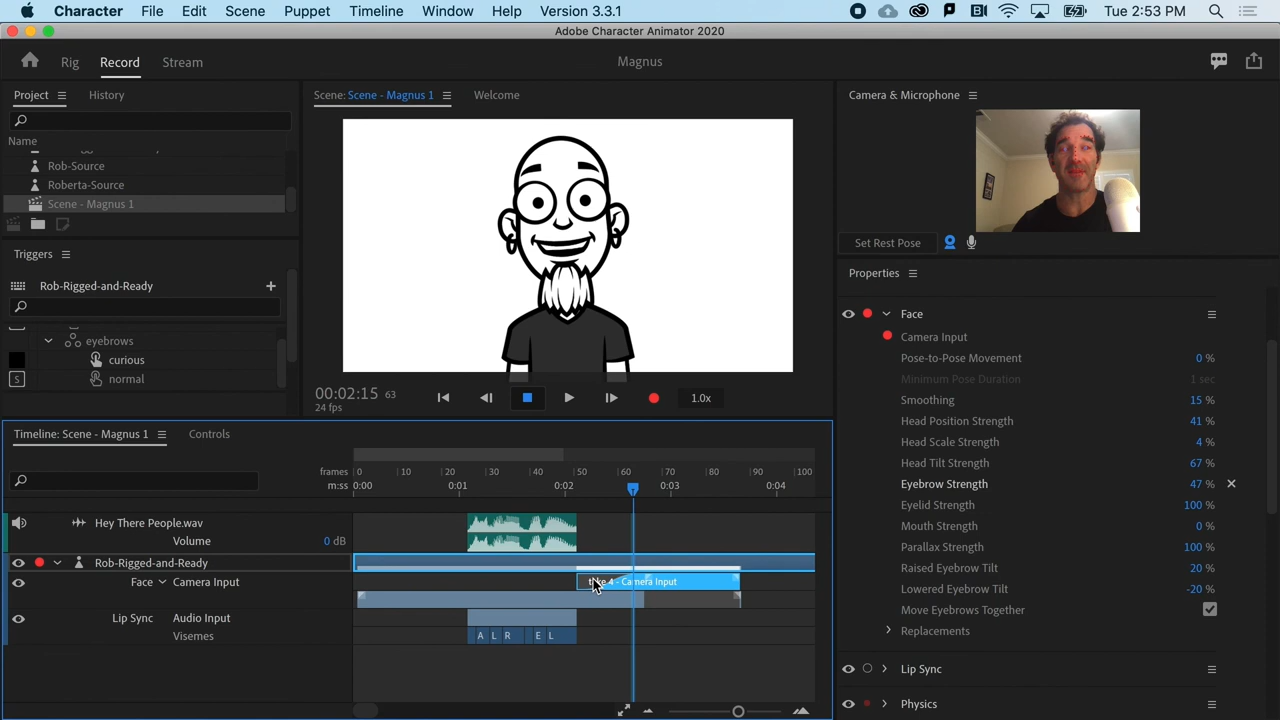 Character File Edit Scene Puppet Timeline Window Help Version 3.3.1 Tue 2:53 PM
Adobe Character Animator 2020
Rig Record Stream Magnus
Project History
Name
Rob-Source
Roberta-Source
Scene - Magnus 1
Triggers
Rob-Rigged-and-Ready +
eyebrows
curious
S normal
Scene: Scene - Magnus 1 Welcome
00:02:15 63
24 fps
1.0x
Camera & Microphone
Set Rest Pose
Properties
Face
Camera Input
Pose-to-Pose Movement 0 %
Minimum Pose Duration 1 sec
Smoothing 15 %
Head Position Strength 41 %
Head Scale Strength 4 %
Head Tilt Strength 67 %
Eyebrow Strength 47 %
Eyelid Strength 100 %
Mouth Strength 0 %
Parallax Strength 100 %
Raised Eyebrow Tilt 20 %
Lowered Eyebrow Tilt -20 %
Move Eyebrows Together
Replacements
Lip Sync
Physics
Timeline: Scene - Magnus 1 Controls
frames 0 10 20 30 40 50 60 70 80 90 100
m:ss 0:00 0:01 0:02 0:03 0:04
Hey There People.wav
Volume 0 dB
Rob-Rigged-and-Ready
Face Camera Input
take 4 - Camera Input
Lip Sync Audio Input
Visemes A L R E L